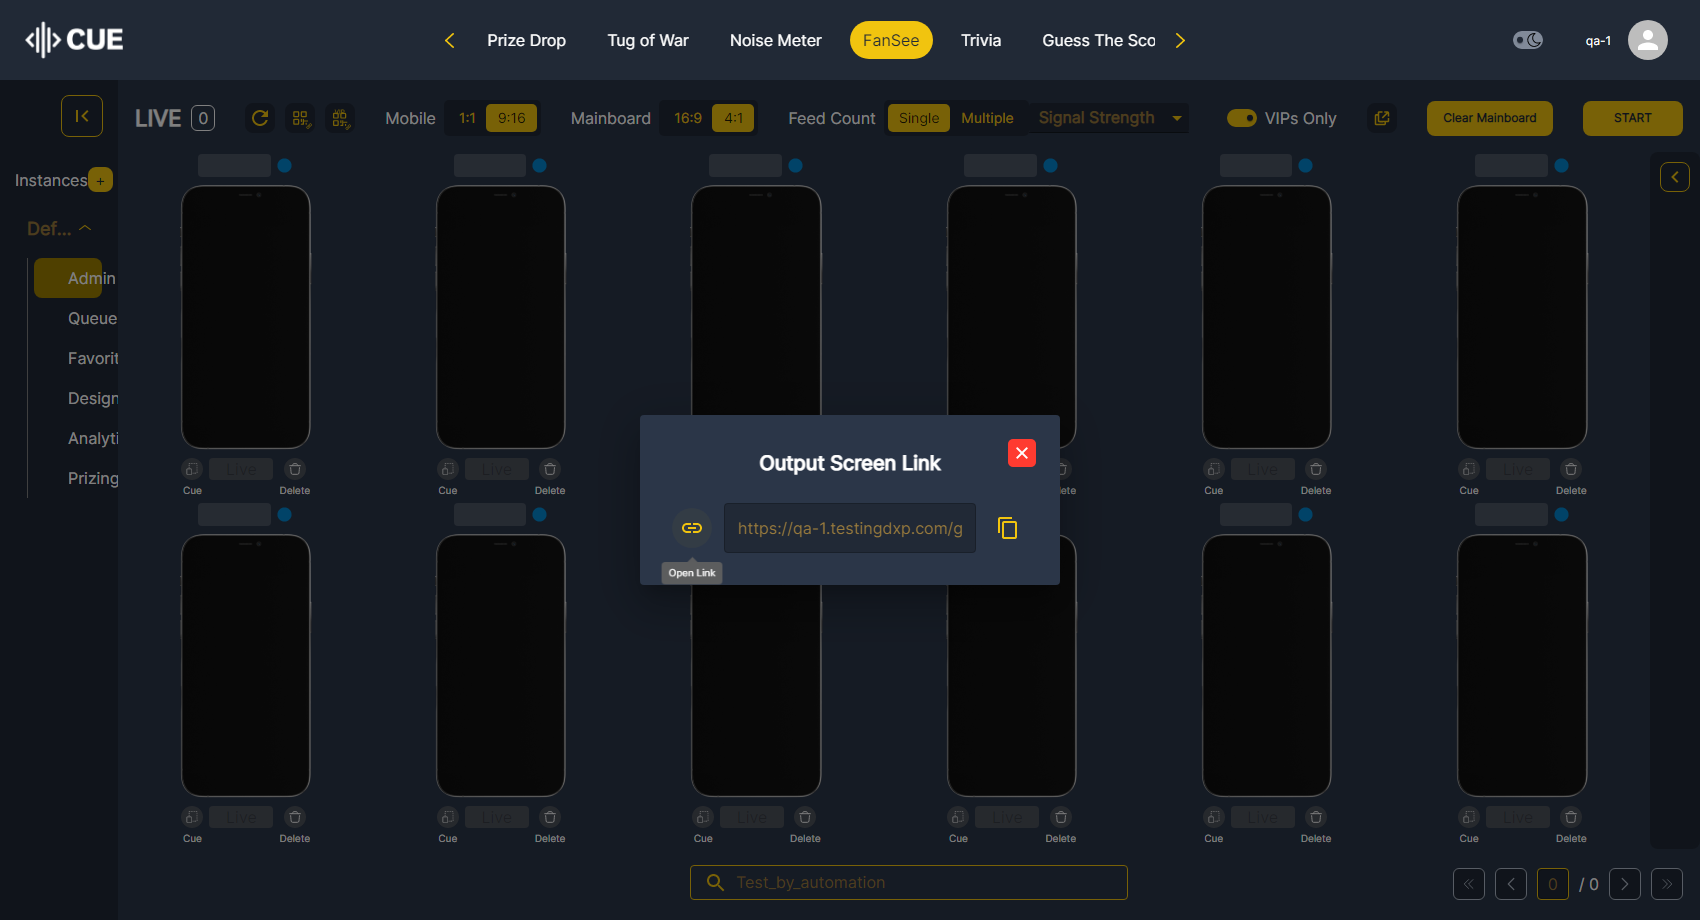 CUE
Prize Drop Tug of War Noise Meter FanSee Trivia Guess The Sco
qa-1
LIVE 0 Mobile 1:1 9:16 Mainboard 16:9 4:1 Feed Count Single Multiple Signal Strength VIPs Only Clear Mainboard START
Instances +
Def...
Admin
Queue
Favorit
Design
Analyti
Prizing
Output Screen Link
https://qa-1.testingdxp.com/g
Open Link
Live Live Live Live
Cue Delete Cue Delete ete Cue Delete Cue Delete
Live Live Live Live Live Live
Cue Delete Cue Delete Cue Delete Cue Delete Cue Delete Cue Delete
Test_by_automation
0 / 0